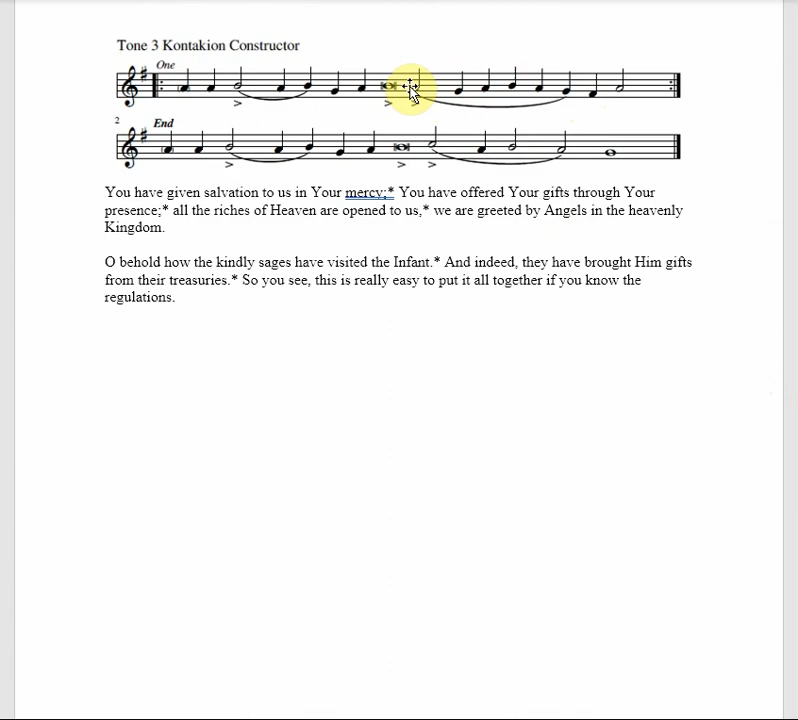 Tone 3 Kontakion Constructor
One
2
End
You have given salvation to us in Your mercy;* You have offered Your gifts through Your
presence;* all the riches of Heaven are opened to us,* we are greeted by Angels in the heavenly
Kingdom.
O behold how the kindly sages have visited the Infant.* And indeed, they have brought Him gifts
from their treasuries.* So you see, this is really easy to put it all together if you know the
regulations.